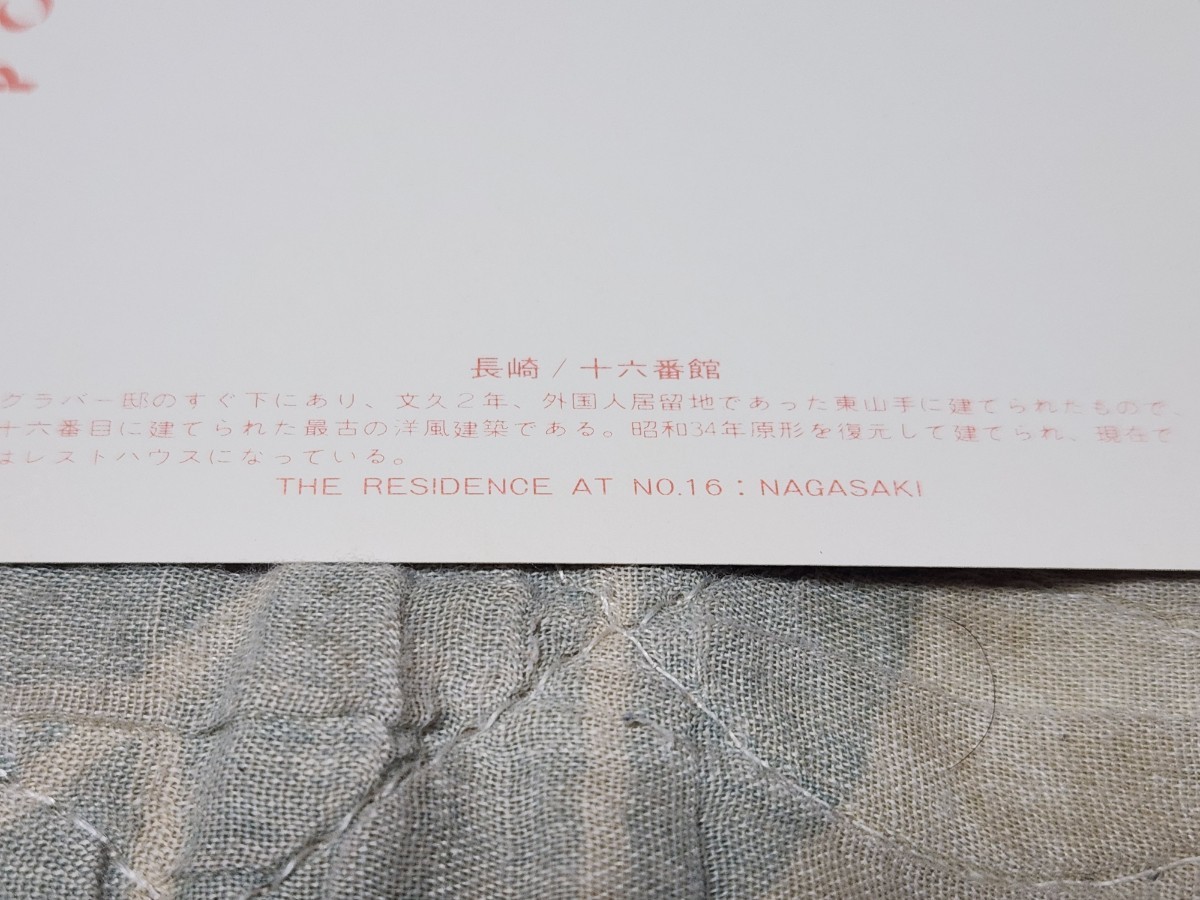 PO
長崎/十六番館
グラバー邸のすぐ下にあり、文久2年、外国人居留地であった東山手に建てられたもので、
十六番目に建てられた最古の洋風建築である。昭和34年原形を復元して建てられ、現在で
はレストハウスになっている。
THE RESIDENCE AT NO.16：NAGASAKI